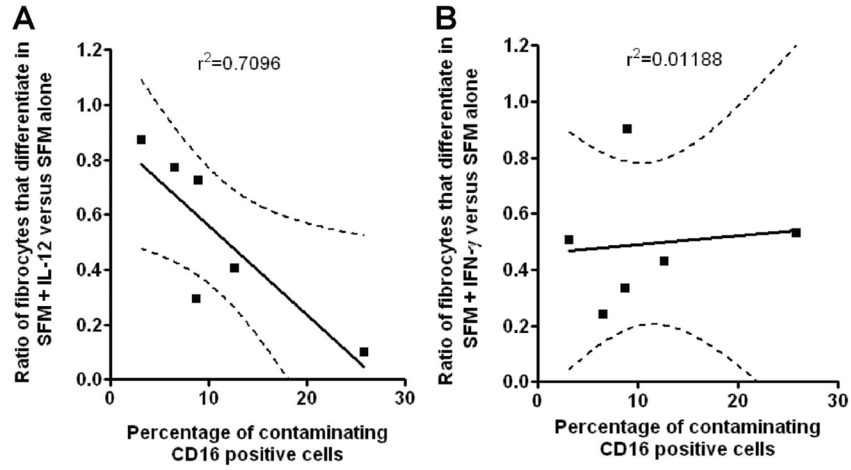 A
Ratio of fibrocytes that differentiate in
SFM + IL-12 versus SFM alone
1.2
1.0
0.8
0.6
0.4
0.2
0.0
r²=0.7096
0
10
20
30
Percentage of contaminating
CD16 positive cells
B
Ratio of fibrocytes that differentiate in
SFM + IFN-γ versus SFM alone
1.2
1.0
0.8
0.6
0.4
0.2
0.0
r²=0.01188
0
10
20
30
Percentage of contaminating
CD16 positive cells